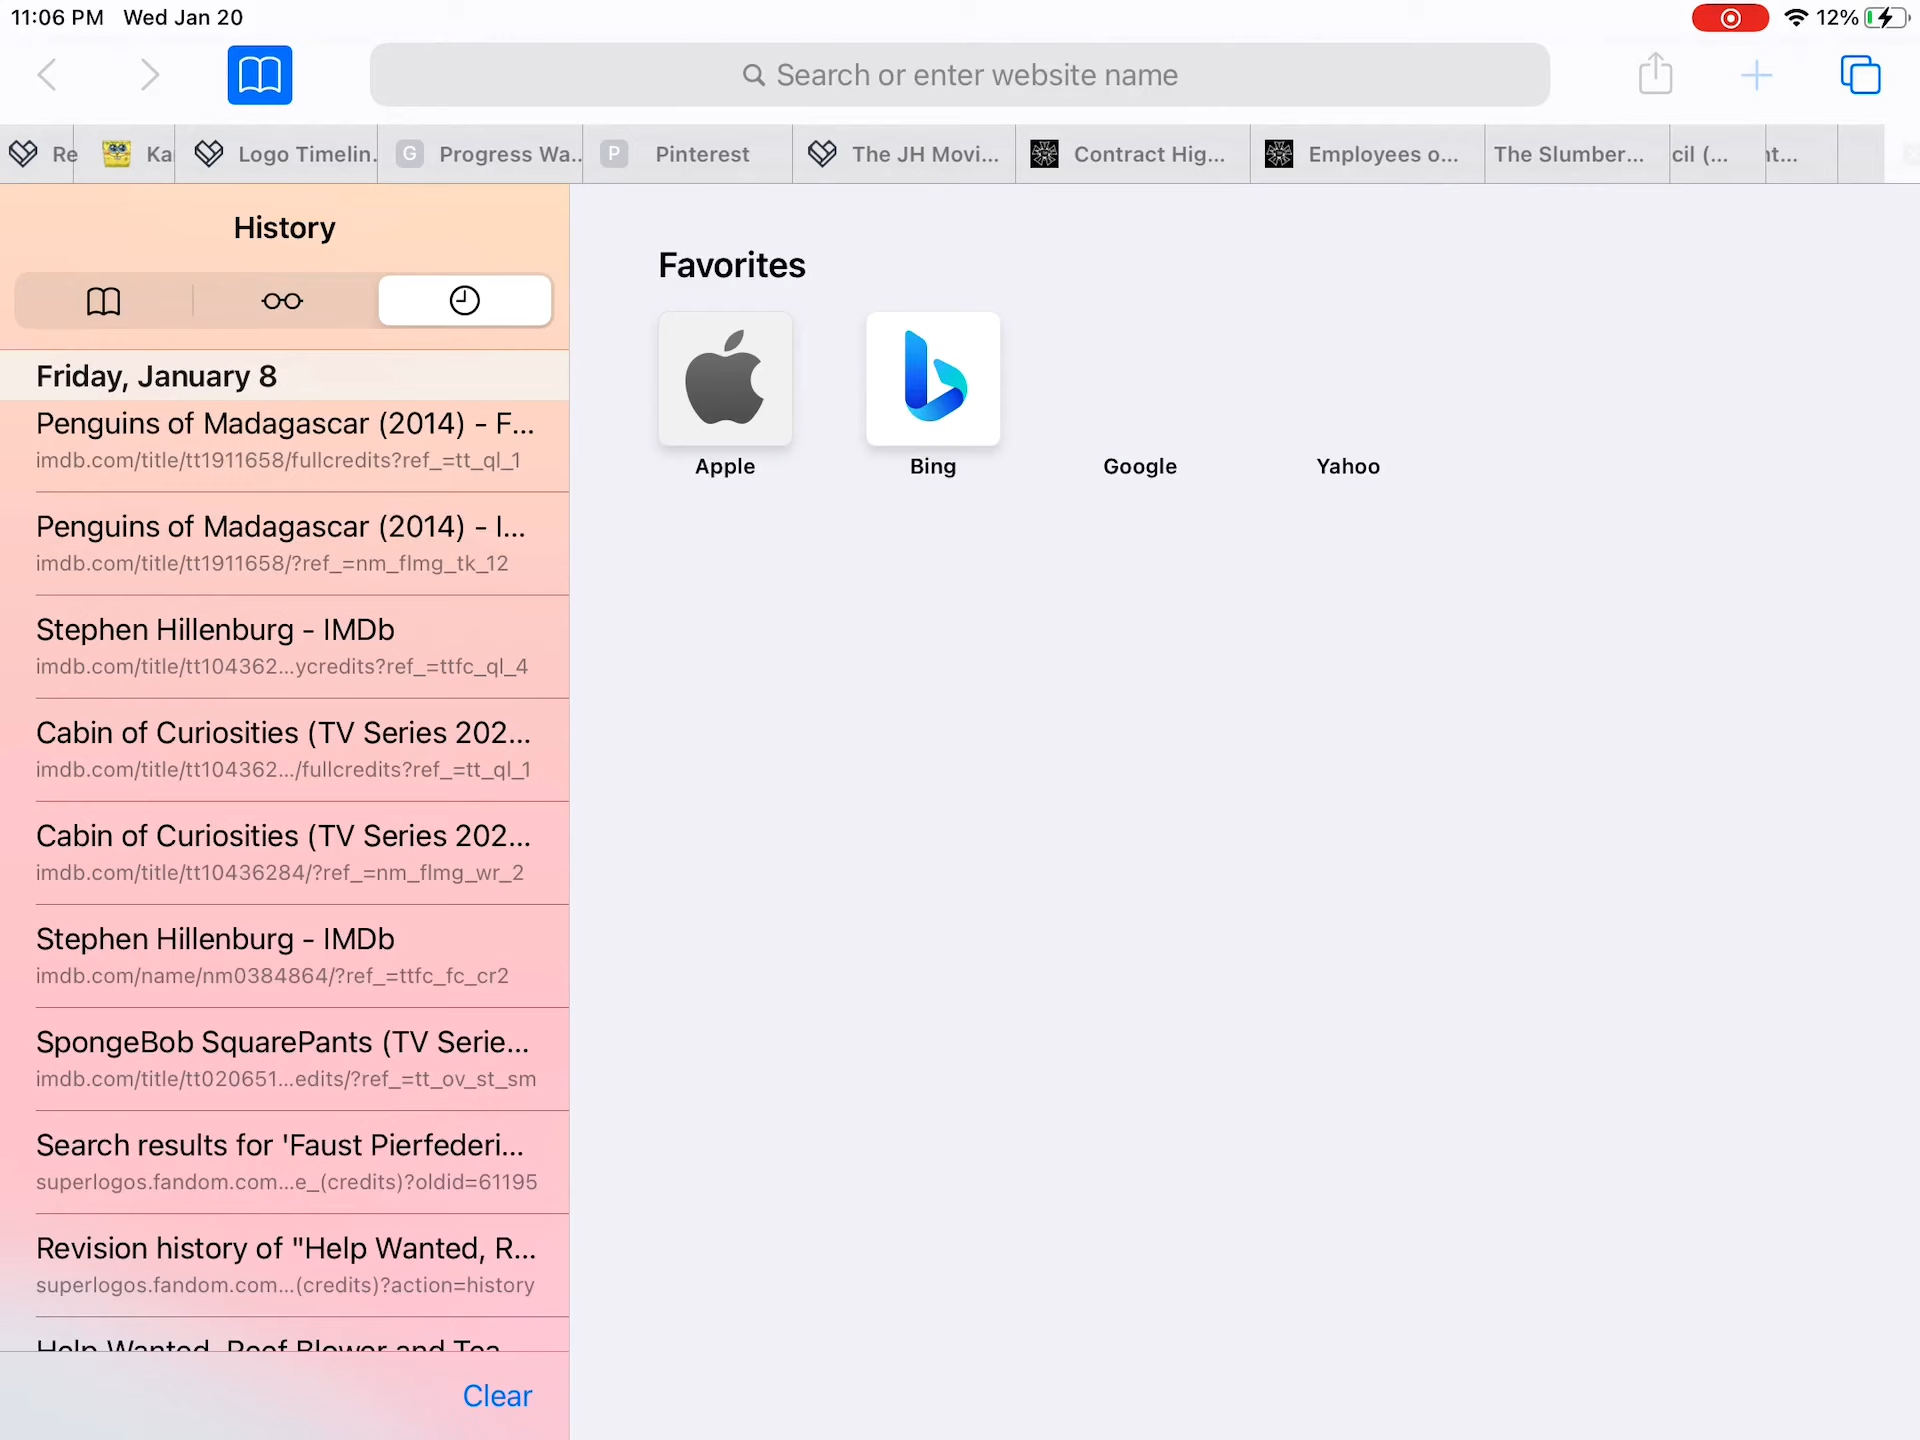 11:06 PM Wed Jan 20
12%
Search or enter website name
Re
Ka
Logo Timelin.
G Progress Wa..
P Pinterest
The JH Movi...
Contract Hig...
Employees o...
The Slumber...
cil (...
nt...
History
Friday, January 8
Penguins of Madagascar (2014) - F...
imdb.com/title/tt1911658/fullcredits?ref_=tt_ql_1
Penguins of Madagascar (2014) - I...
imdb.com/title/tt1911658/?ref_=nm_flmg_tk_12
Stephen Hillenburg - IMDb
imdb.com/title/tt104362...ycredits?ref_=ttfc_ql_4
Cabin of Curiosities (TV Series 202...
imdb.com/title/tt104362.../fullcredits?ref_=tt_ql_1
Cabin of Curiosities (TV Series 202...
imdb.com/title/tt10436284/?ref_=nm_flmg_wr_2
Stephen Hillenburg - IMDb
imdb.com/name/nm0384864/?ref_=ttfc_fc_cr2
SpongeBob SquarePants (TV Serie...
imdb.com/title/tt020651...edits/?ref_=tt_ov_st_sm
Search results for 'Faust Pierfederi...
superlogos.fandom.com...e_(credits)?oldid=61195
Revision history of "Help Wanted, R...
superlogos.fandom.com...(credits)?action=history
Help Wanted, Reef Blower and Tea
Clear
Favorites
Apple
Bing
Google
Yahoo